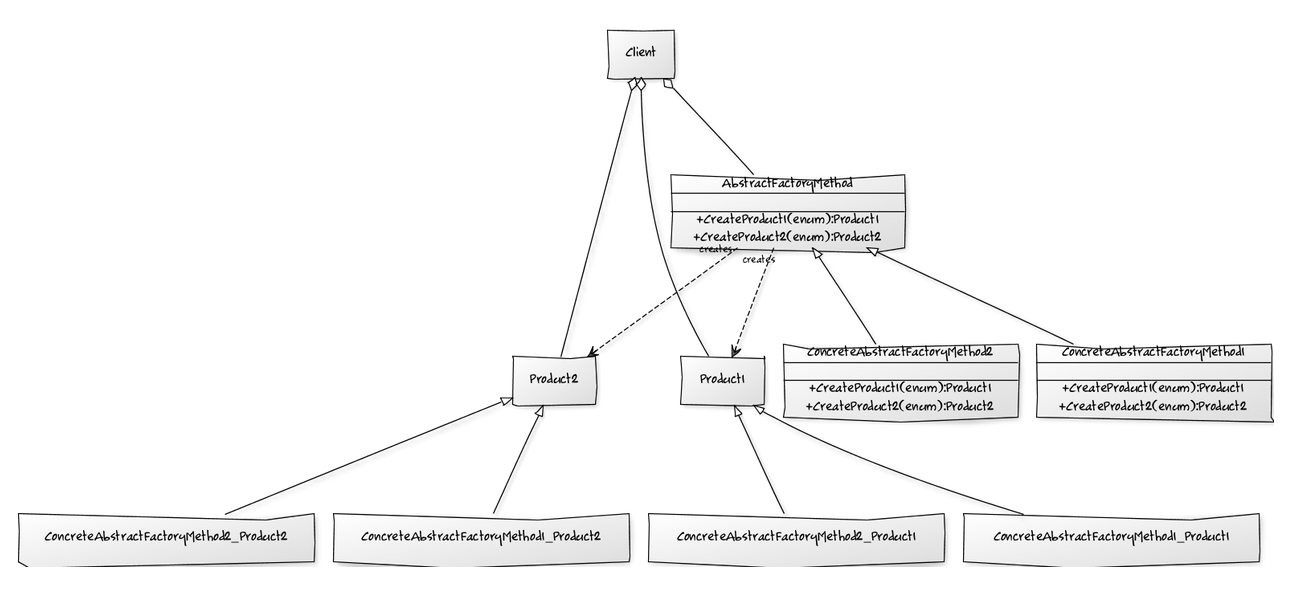 Client
AbstractFactoryMethod
+CreateProduct1(enum):Product1
+CreateProduct2(enum):Product2
creates
creates
Product2
Product1
ConcreteAbstractFactoryMethod2
+CreateProduct1(enum):Product1
+CreateProduct2(enum):Product2
ConcreteAbstractFactoryMethod1
+CreateProduct1(enum):Product1
+CreateProduct2(enum):Product2
ConcreteAbstractFactoryMethod2_Product2
ConcreteAbstractFactoryMethod1_Product2
ConcreteAbstractFactoryMethod2_Product1
ConcreteAbstractFactoryMethod1_Product1